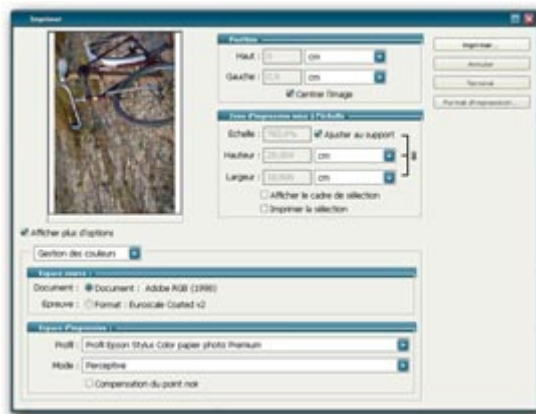 Imprimer
Position
Haut : cm
Gauche : cm
Centrer l'image
Zone d'impression mise à l'échelle
Echelle : Ajuster au support
Hauteur : cm
Largeur : cm
Afficher le cadre de sélection
Imprimer la sélection
Imprimer...
Annuler
Terminé
Format d'impression...
Afficher plus d'options
Gestion des couleurs
Espace source :
Document : Document : Adobe RGB (1998)
Epreuve : Format : Euroscale Coated v2
Espace d'impression :
Profil : Profil Epson Stylus Color papier photo Premium
Mode : Perceptive
Compensation du point noir